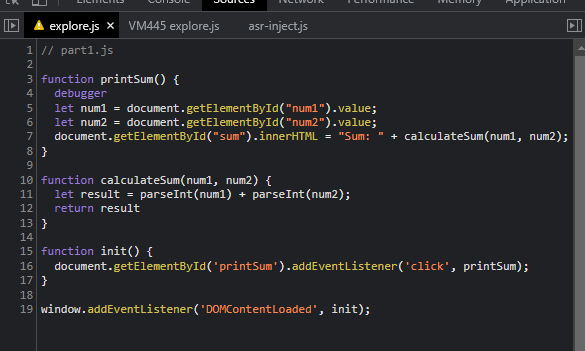 Elements Console Sources Network Performance Memory Application
explore.js × VM445 explore.js asr-inject.js
1 // part1.js
2
3 function printSum() {
4   debugger
5   let num1 = document.getElementById("num1").value;
6   let num2 = document.getElementById("num2").value;
7   document.getElementById("sum").innerHTML = "Sum: " + calculateSum(num1, num2);
8 }
9
10 function calculateSum(num1, num2) {
11   let result = parseInt(num1) + parseInt(num2);
12   return result
13 }
14
15 function init() {
16   document.getElementById('printSum').addEventListener('click', printSum);
17 }
18
19 window.addEventListener('DOMContentLoaded', init);